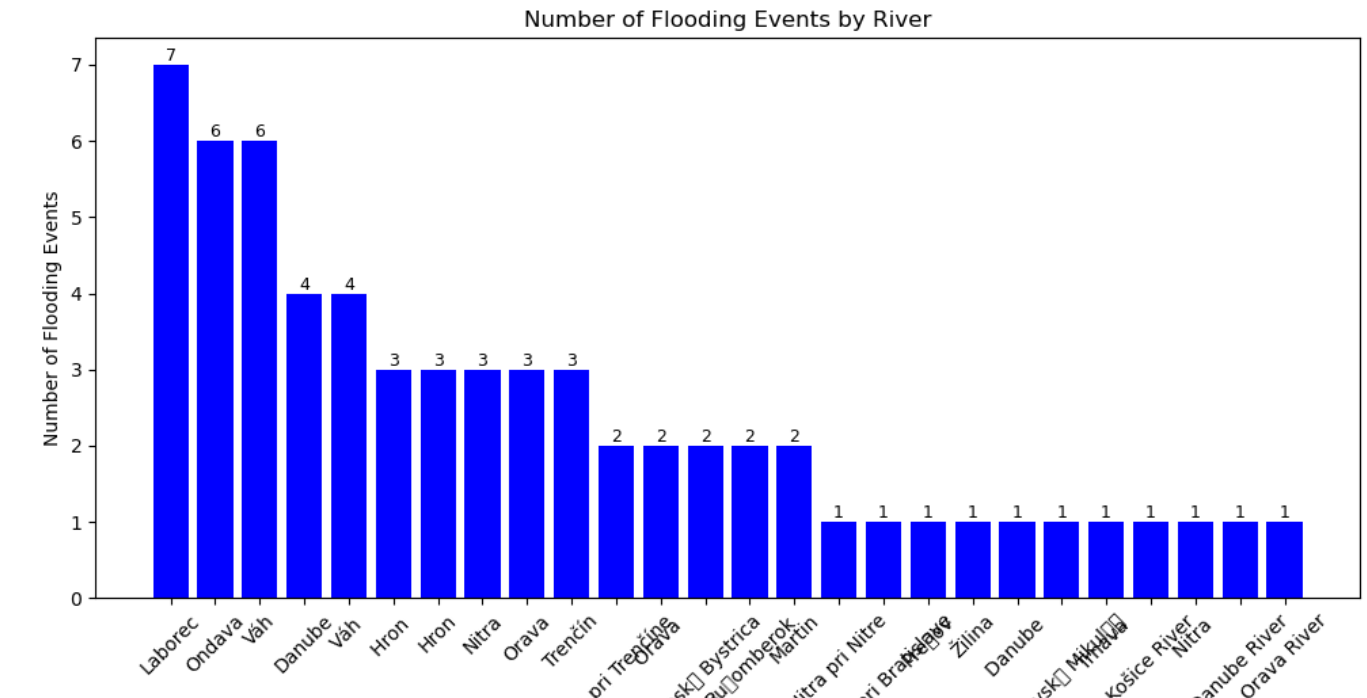 Number of Flooding Events by River
Number of Flooding Events
7
6
5
4
3
2
1
0
7
6
6
4
4
3
3
3
3
3
2
2
2
2
2
1
1
1
1
1
1
1
1
1
1
1
Laborec
Ondava
Váh
Danube
Váh
Hron
Hron
Nitra
Orava
Trenčín
pri Trenčíne
Orava
Bystrica
Martin
pri Nitre
Žilina
Danube
Košice River
Nitra
Danube River
Orava River